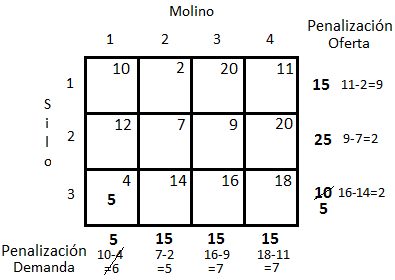 Molino
Penalización
Oferta
1 2 3 4
Silo
1 10 2 20 11 15 11-2=9
2 12 7 9 20 25 9-7=2
3 4 14 16 18 10 16-14=2
5 5
5 15 15 15
Penalización 10-4 7-2 16-9 18-11
Demanda =6 =5 =7 =7